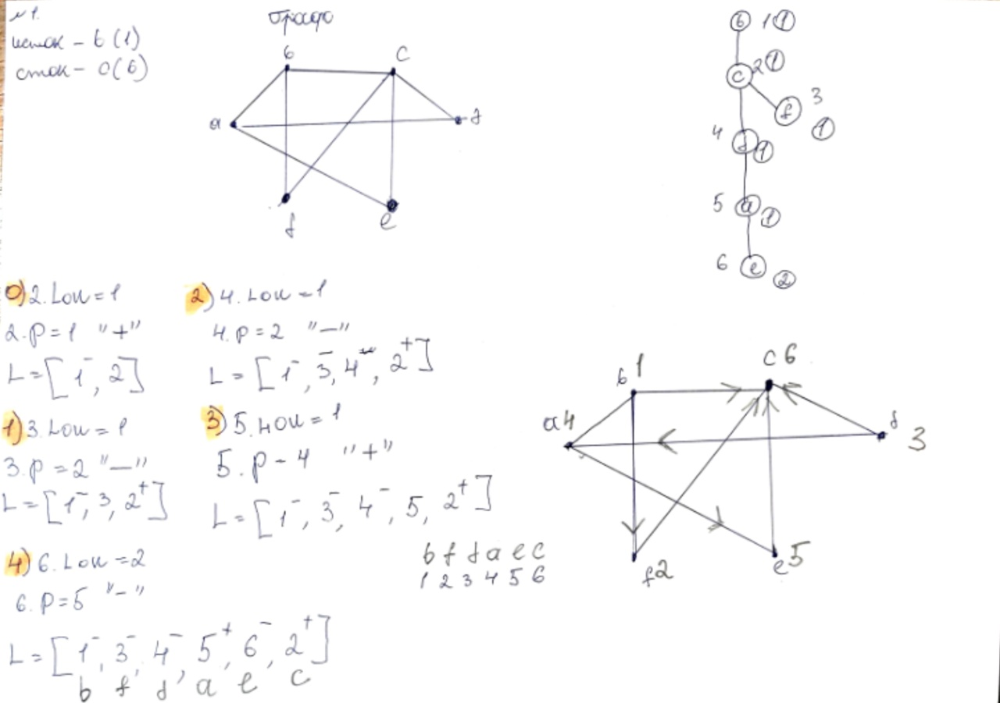 № 1.
исток – b (1)
сток – 0(6)
Графо
b c
a d
f e
b 1 ①
c 2 ①
f 3 ①
4 d ①
5 a ①
6 e ②
0) 2. Low = 1
2. P = 1 "+"
L = [1⁻, 2]
1) 3. Low = 1
3. P = 2 "–"
L = [1⁻, 3, 2⁺]
2) 4. Low = 1
4. P = 2 "–"
L = [1⁻, 3⁻, 4⁻, 2⁺]
3) 5. Low = 1
5. P – 4 "+"
L = [1⁻, 3⁻, 4⁻, 5, 2⁺]
4) 6. Low = 2
6. P = 5 "–"
L = [1⁻, 3⁻, 4⁻, 5⁺, 6⁻, 2⁺]
b f d a e c
b f d a e c
1 2 3 4 5 6
b 1 c 6
a 4 d 3
f 2 e 5